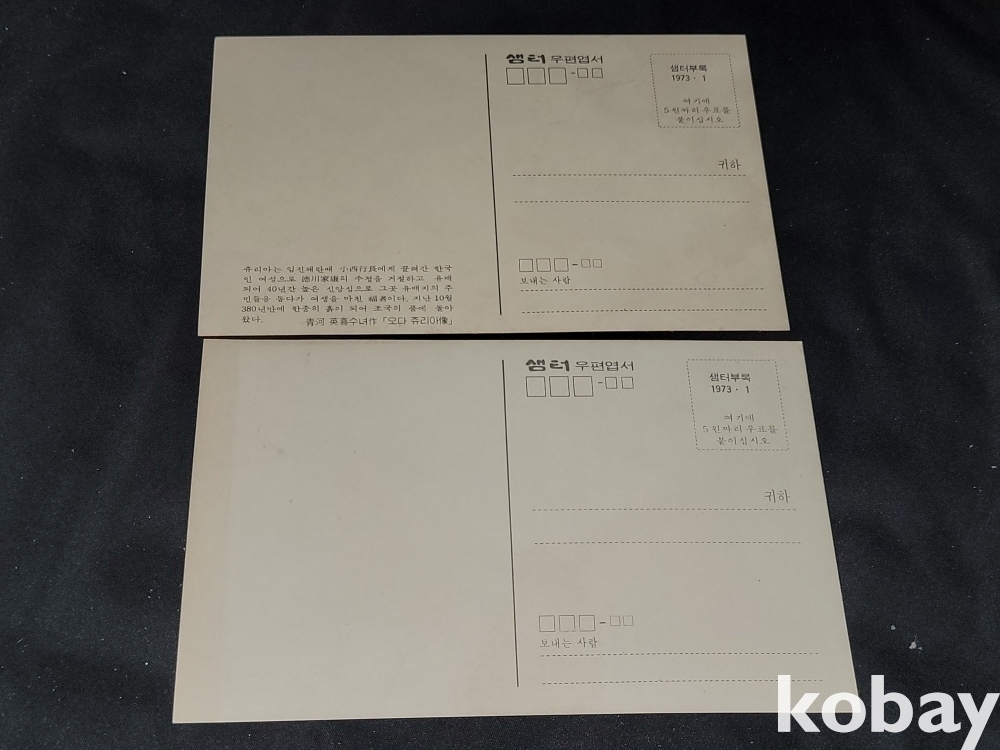 샘터 우편엽서
샘터부록
1973 · 1
여기에
5원짜리 우표를
붙이십시오
귀하
보내는 사람
쥬리아는 임진왜란때 小西行長에게 끌려간 한국
인 여성으로 德川家康의 수청을 거절하고 유배
되어 40년간 높은 신앙심으로 그곳 유배지의 주
민들을 돕다가 여생을 마친 福者이다. 지난 10월
380년만에 한줌의 흙이 되어 조국의 품에 돌아
왔다.
靑河 英喜수녀作 「오다 쥬리아像」
샘터 우편엽서
샘터부록
1973 · 1
여기에
5원짜리 우표를
붙이십시오
귀하
보내는 사람
kobay